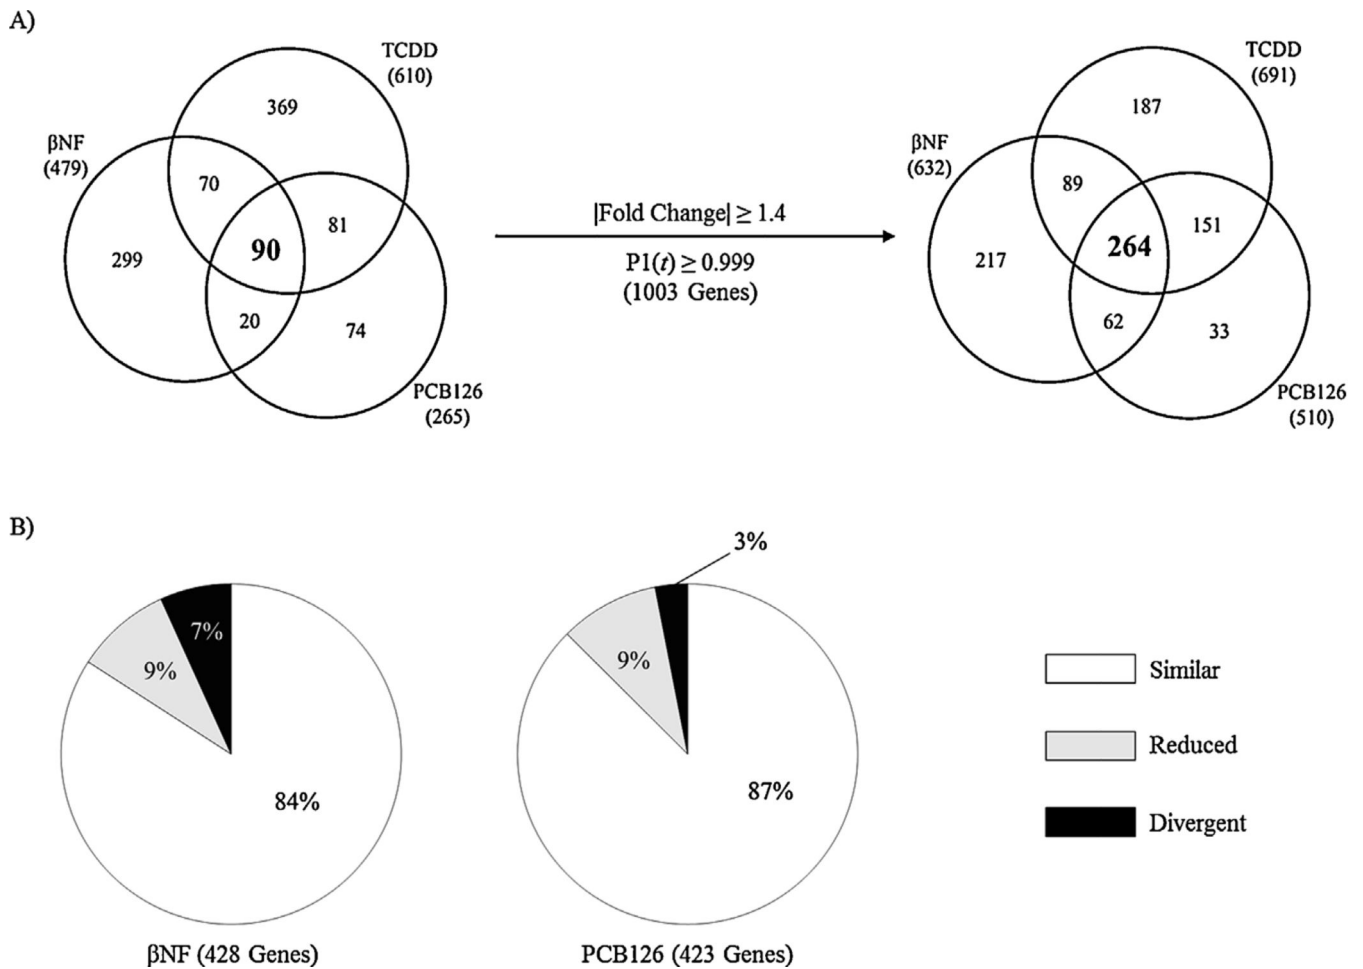 A)
TCDD
(610)
369
βNF
(479)
70
81
90
299
20
74
PCB126
(265)
|Fold Change| ≥ 1.4
P1(t) ≥ 0.999
(1003 Genes)
TCDD
(691)
187
βNF
(632)
89
151
264
217
62
33
PCB126
(510)
B)
7%
9%
84%
βNF (428 Genes)
3%
9%
87%
PCB126 (423 Genes)
Similar
Reduced
Divergent